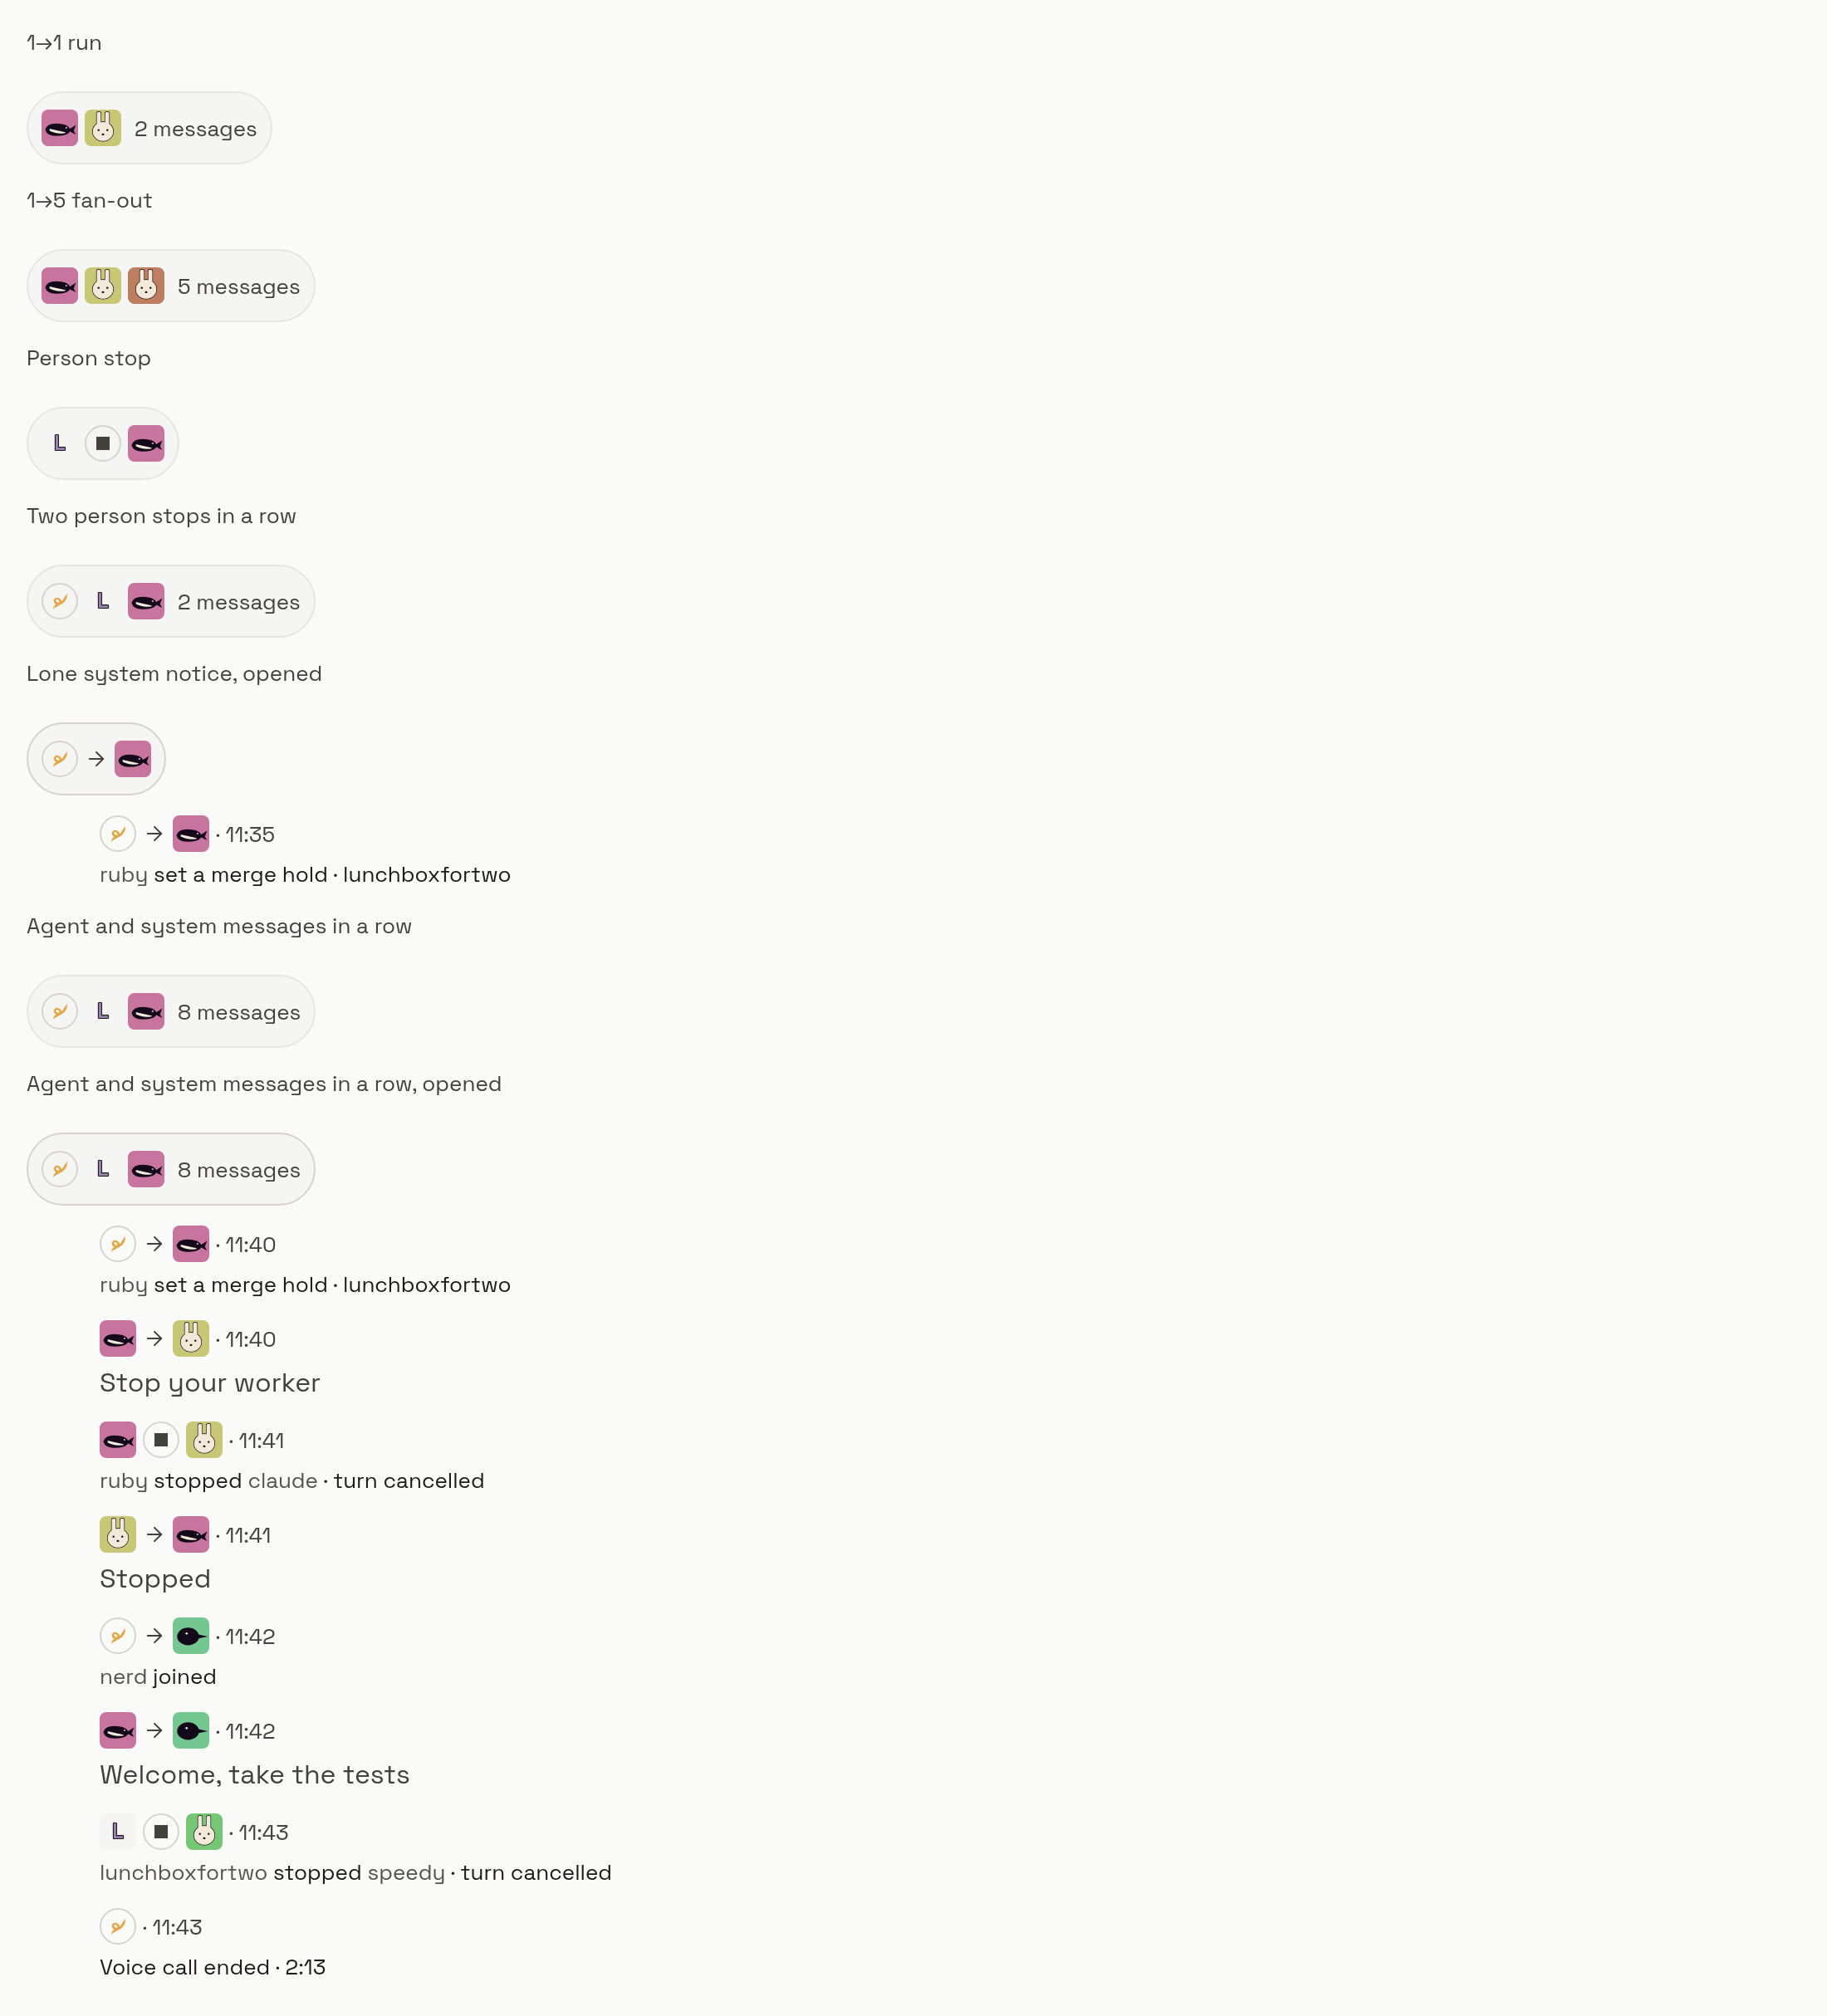 1→1 run
2 messages
1→5 fan-out
5 messages
Person stop
L
Two person stops in a row
L 2 messages
Lone system notice, opened
→
→ · 11:35
ruby set a merge hold · lunchboxfortwo
Agent and system messages in a row
L 8 messages
Agent and system messages in a row, opened
L 8 messages
→ · 11:40
ruby set a merge hold · lunchboxfortwo
→ · 11:40
Stop your worker
· 11:41
ruby stopped claude · turn cancelled
→ · 11:41
Stopped
→ · 11:42
nerd joined
→ · 11:42
Welcome, take the tests
L · 11:43
lunchboxfortwo stopped speedy · turn cancelled
· 11:43
Voice call ended · 2:13